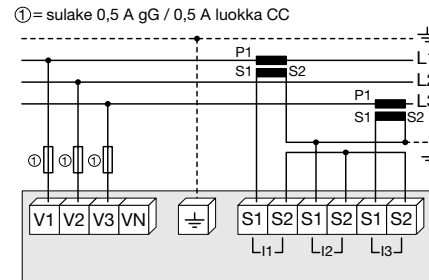 ①= sulake 0,5 A gG / 0,5 A luokka CC
P1
L1
S1 S2
L2
P1
L3
S1 S2
① ① ①
V1 V2 V3 VN S1 S2 S1 S2 S1 S2
I1 I2 I3